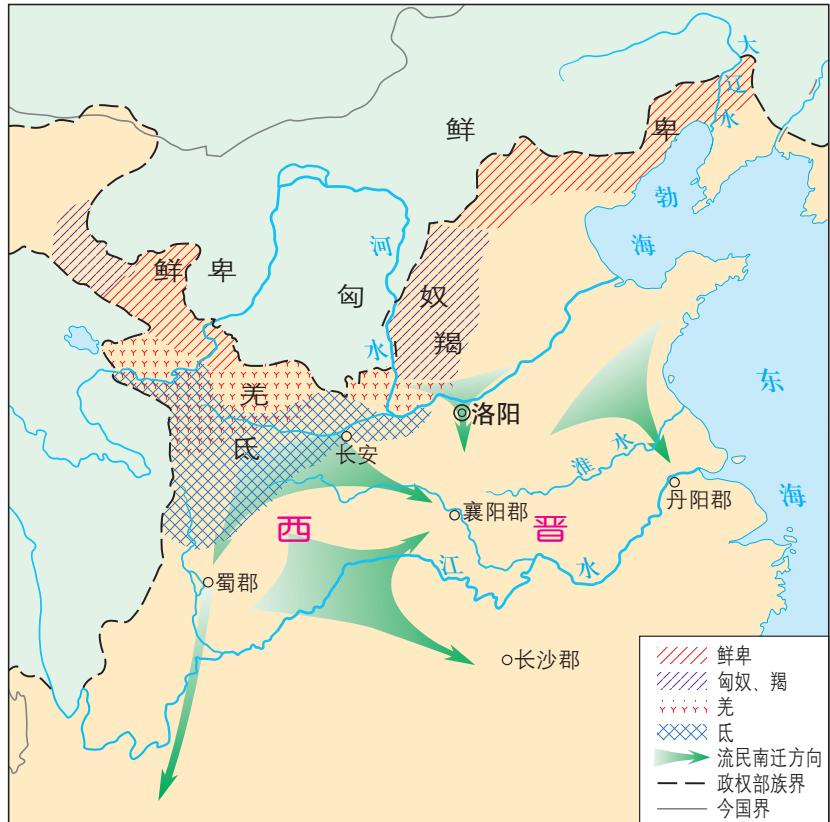 大
辽
水
鲜
卑
勃
海
河
鲜 卑
匈 奴
羯
水
东
羌
洛阳
氐
长安
淮 水
海
丹阳郡
襄阳郡
西 晋
江 水
蜀郡
长沙郡
鲜卑
匈奴、羯
羌
氐
流民南迁方向
政权部族界
今国界